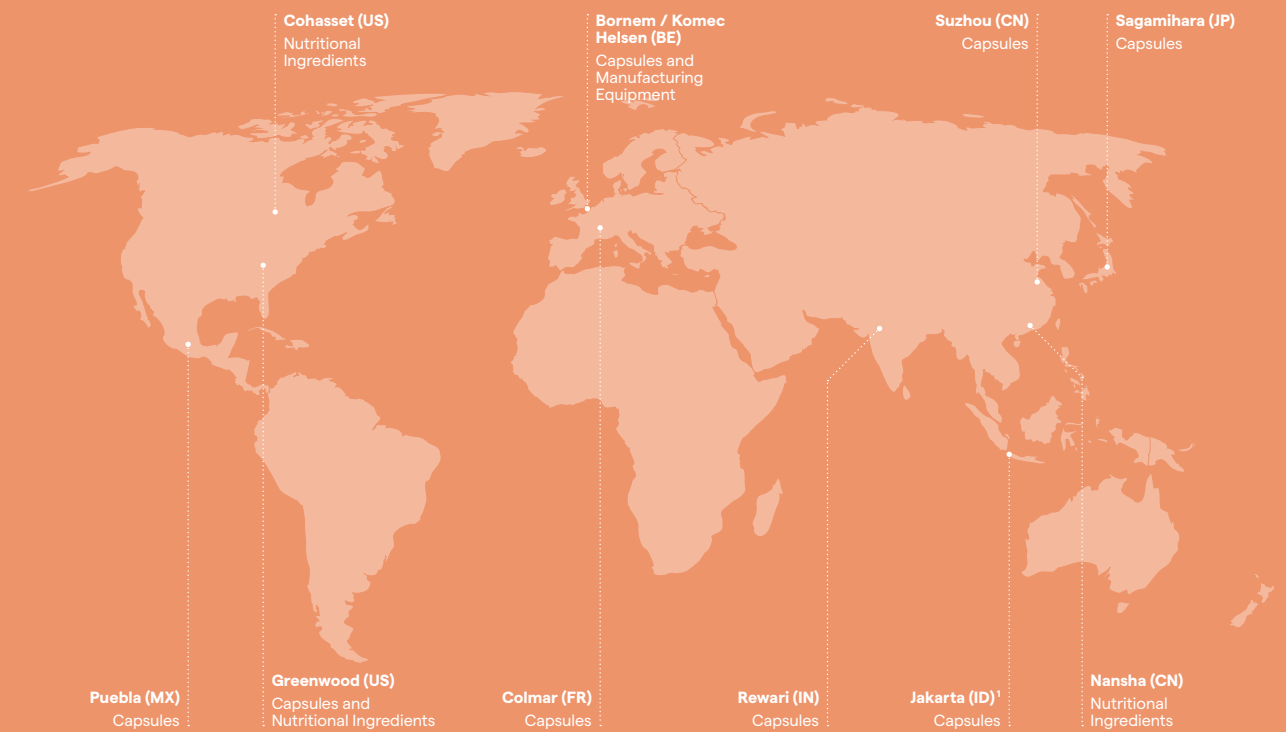 Cohasset (US)
Nutritional
Ingredients
Bornem / Komec
Helsen (BE)
Capsules and
Manufacturing
Equipment
Suzhou (CN)
Capsules
Sagamihara (JP)
Capsules
Puebla (MX)
Capsules
Greenwood (US)
Capsules and
Nutritional Ingredients
Colmar (FR)
Capsules
Rewari (IN)
Capsules
Jakarta (ID)¹
Capsules
Nansha (CN)
Nutritional
Ingredients